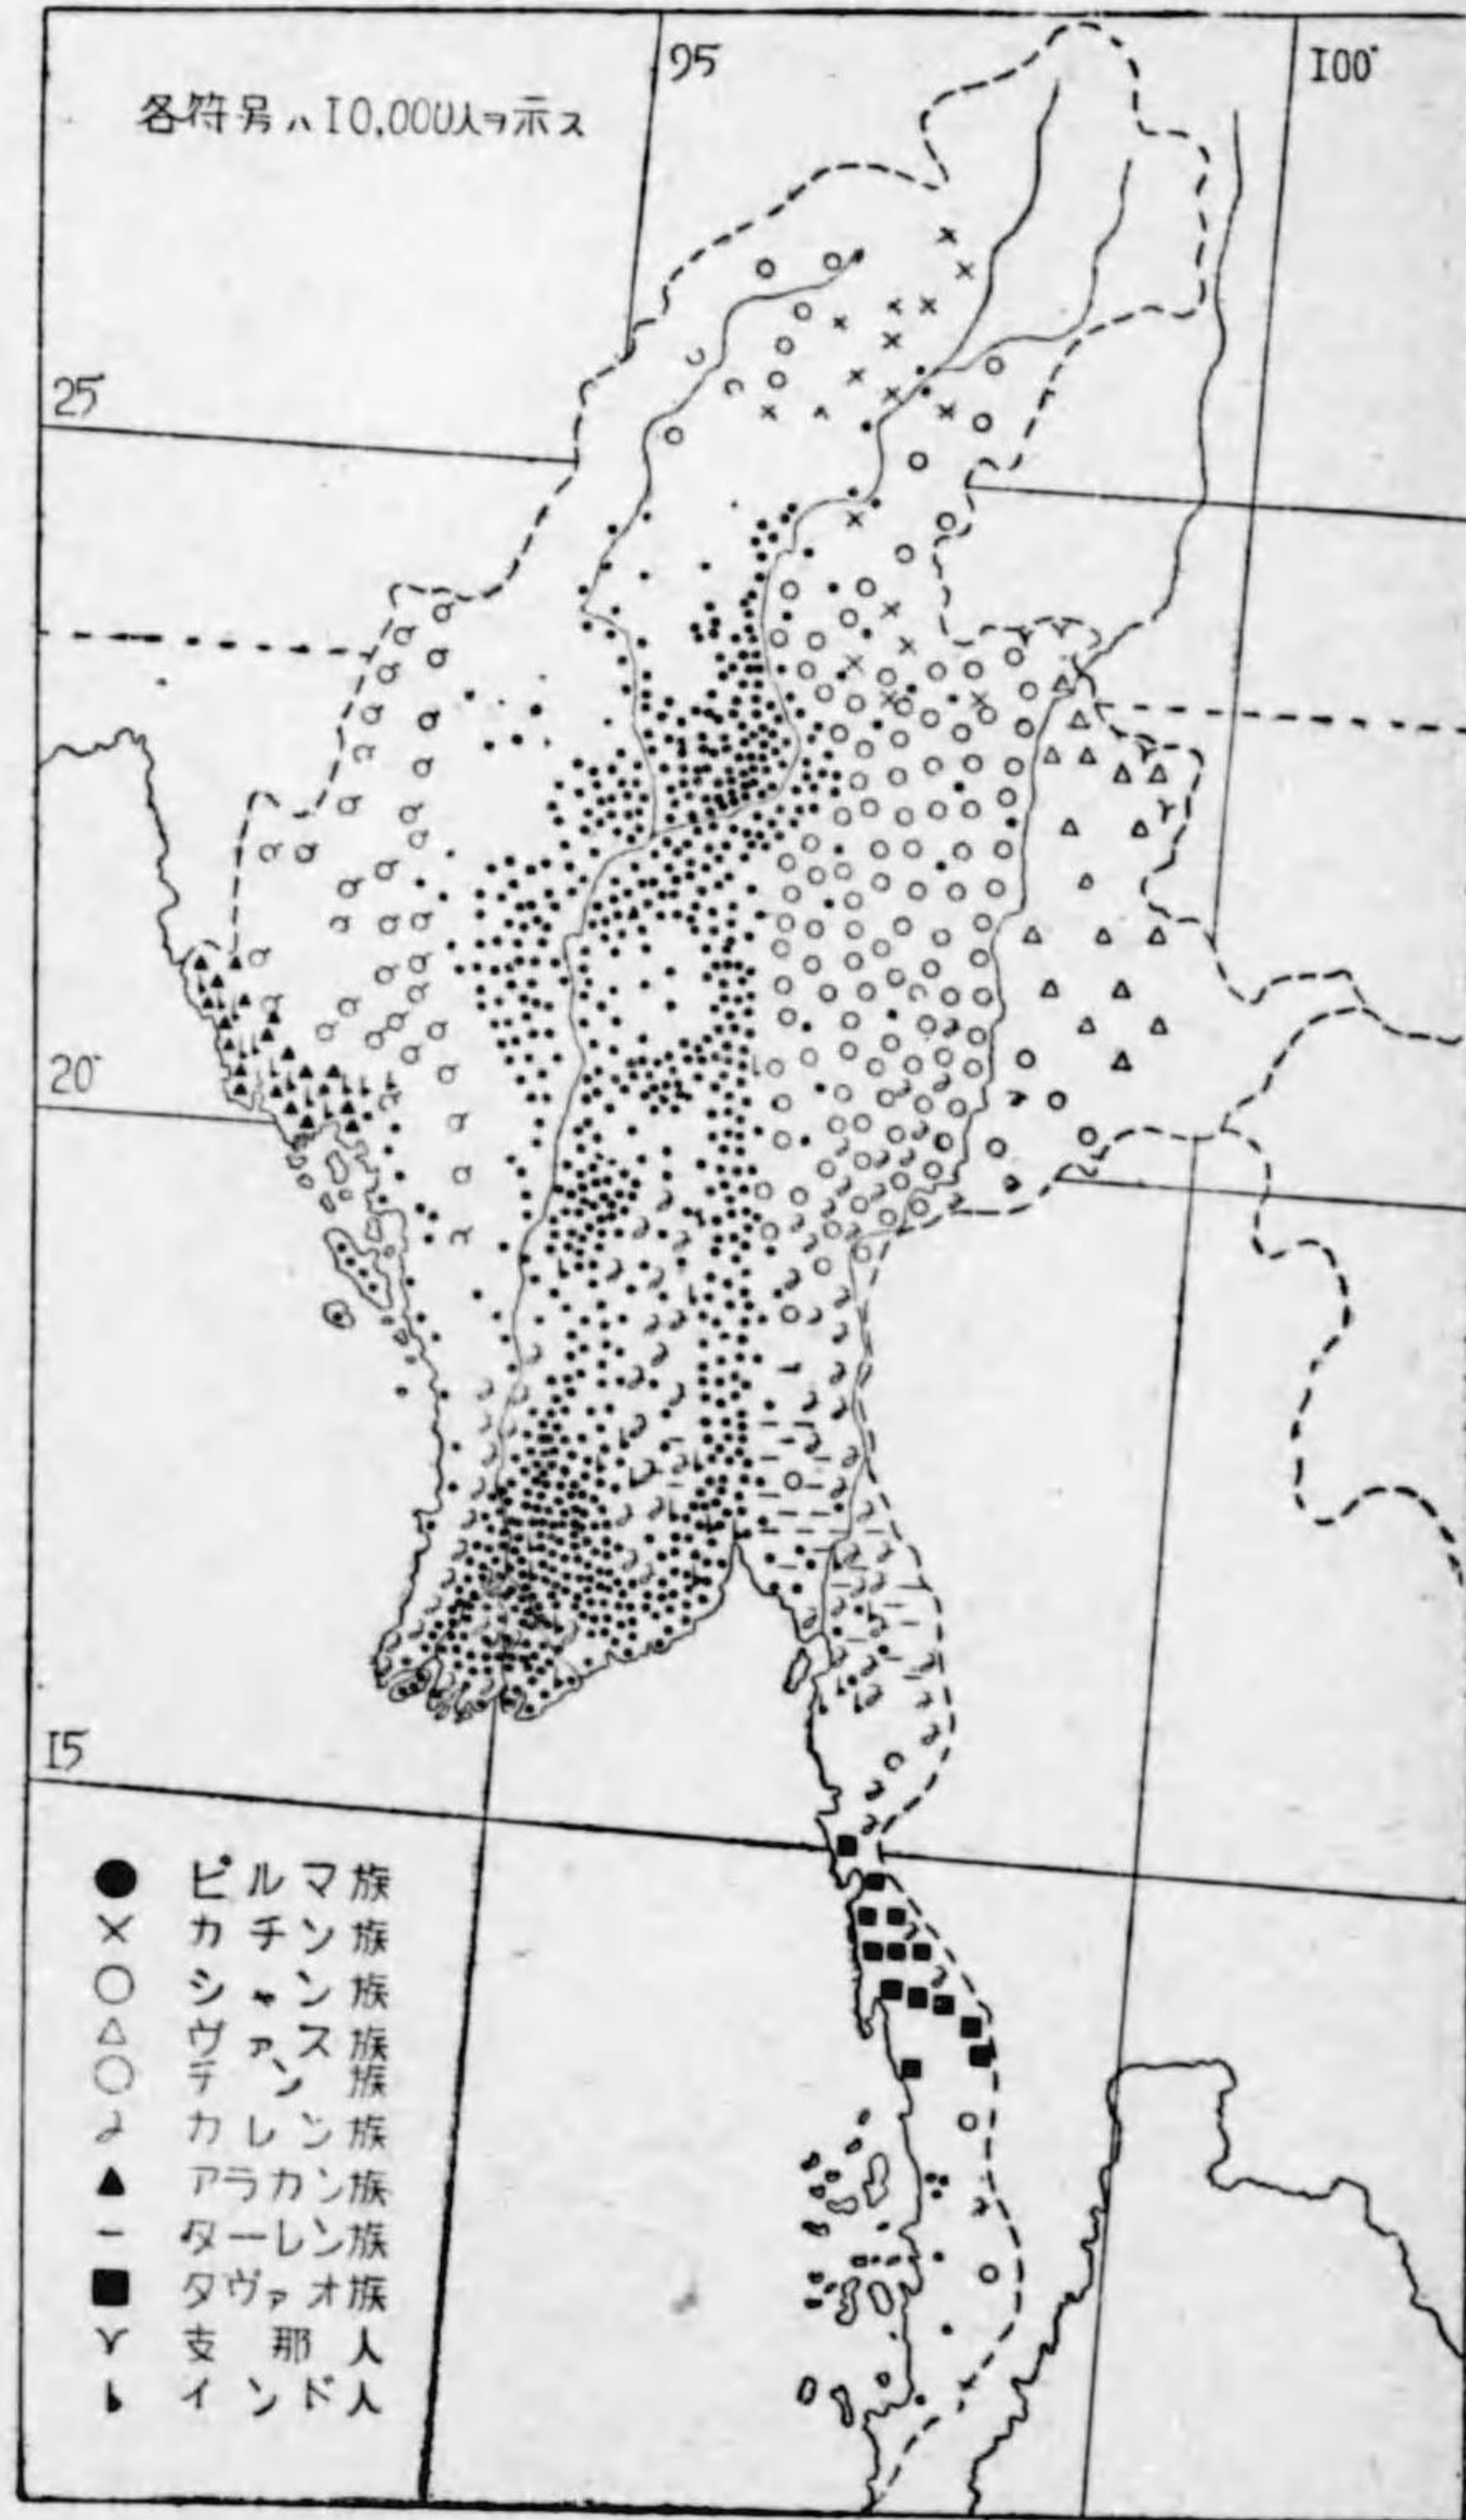 95
100°
各符号ハ10,000人ヲ示ス
25
20°
15
ビルマ族
カチン族
シャン族
ヴァス族
チン族
カレン族
アラカン族
ターレン族
タヴァオ族
支那人
インド人